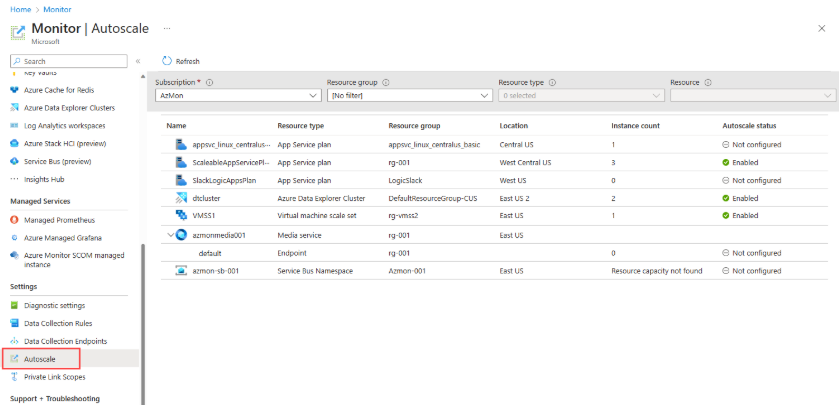 Home > Monitor >
Monitor | Autoscale ...
Microsoft
Search
«
Key vaults
Azure Cache for Redis
Azure Data Explorer Clusters
Log Analytics workspaces
Azure Stack HCI (preview)
Service Bus (preview)
Insights Hub
Managed Services
Managed Prometheus
Azure Managed Grafana
Azure Monitor SCOM managed
instance
Settings
Diagnostic settings
Data Collection Rules
Data Collection Endpoints
Autoscale
Private Link Scopes
Support + Troubleshooting
Refresh
Subscription * Resource group Resource type Resource
AzMon [No filter] 0 selected
Name Resource type Resource group Location Instance count Autoscale status
appsvc_linux_centralus... App Service plan appsvc_linux_centralus_basic Central US 1 Not configured
ScaleableAppServicePl... App Service plan rg-001 West Central US 3 Enabled
SlackLogicAppsPlan App Service plan LogicSlack West US 0 Not configured
dtcluster Azure Data Explorer Cluster DefaultResourceGroup-CUS East US 2 2 Enabled
VMSS1 Virtual machine scale set rg-vmss2 East US 1 Enabled
azmonmedia001 Media service rg-001 East US
default Endpoint rg-001 0 Not configured
azmon-sb-001 Service Bus Namespace Azmon-001 East US Resource capacity not found Not configured